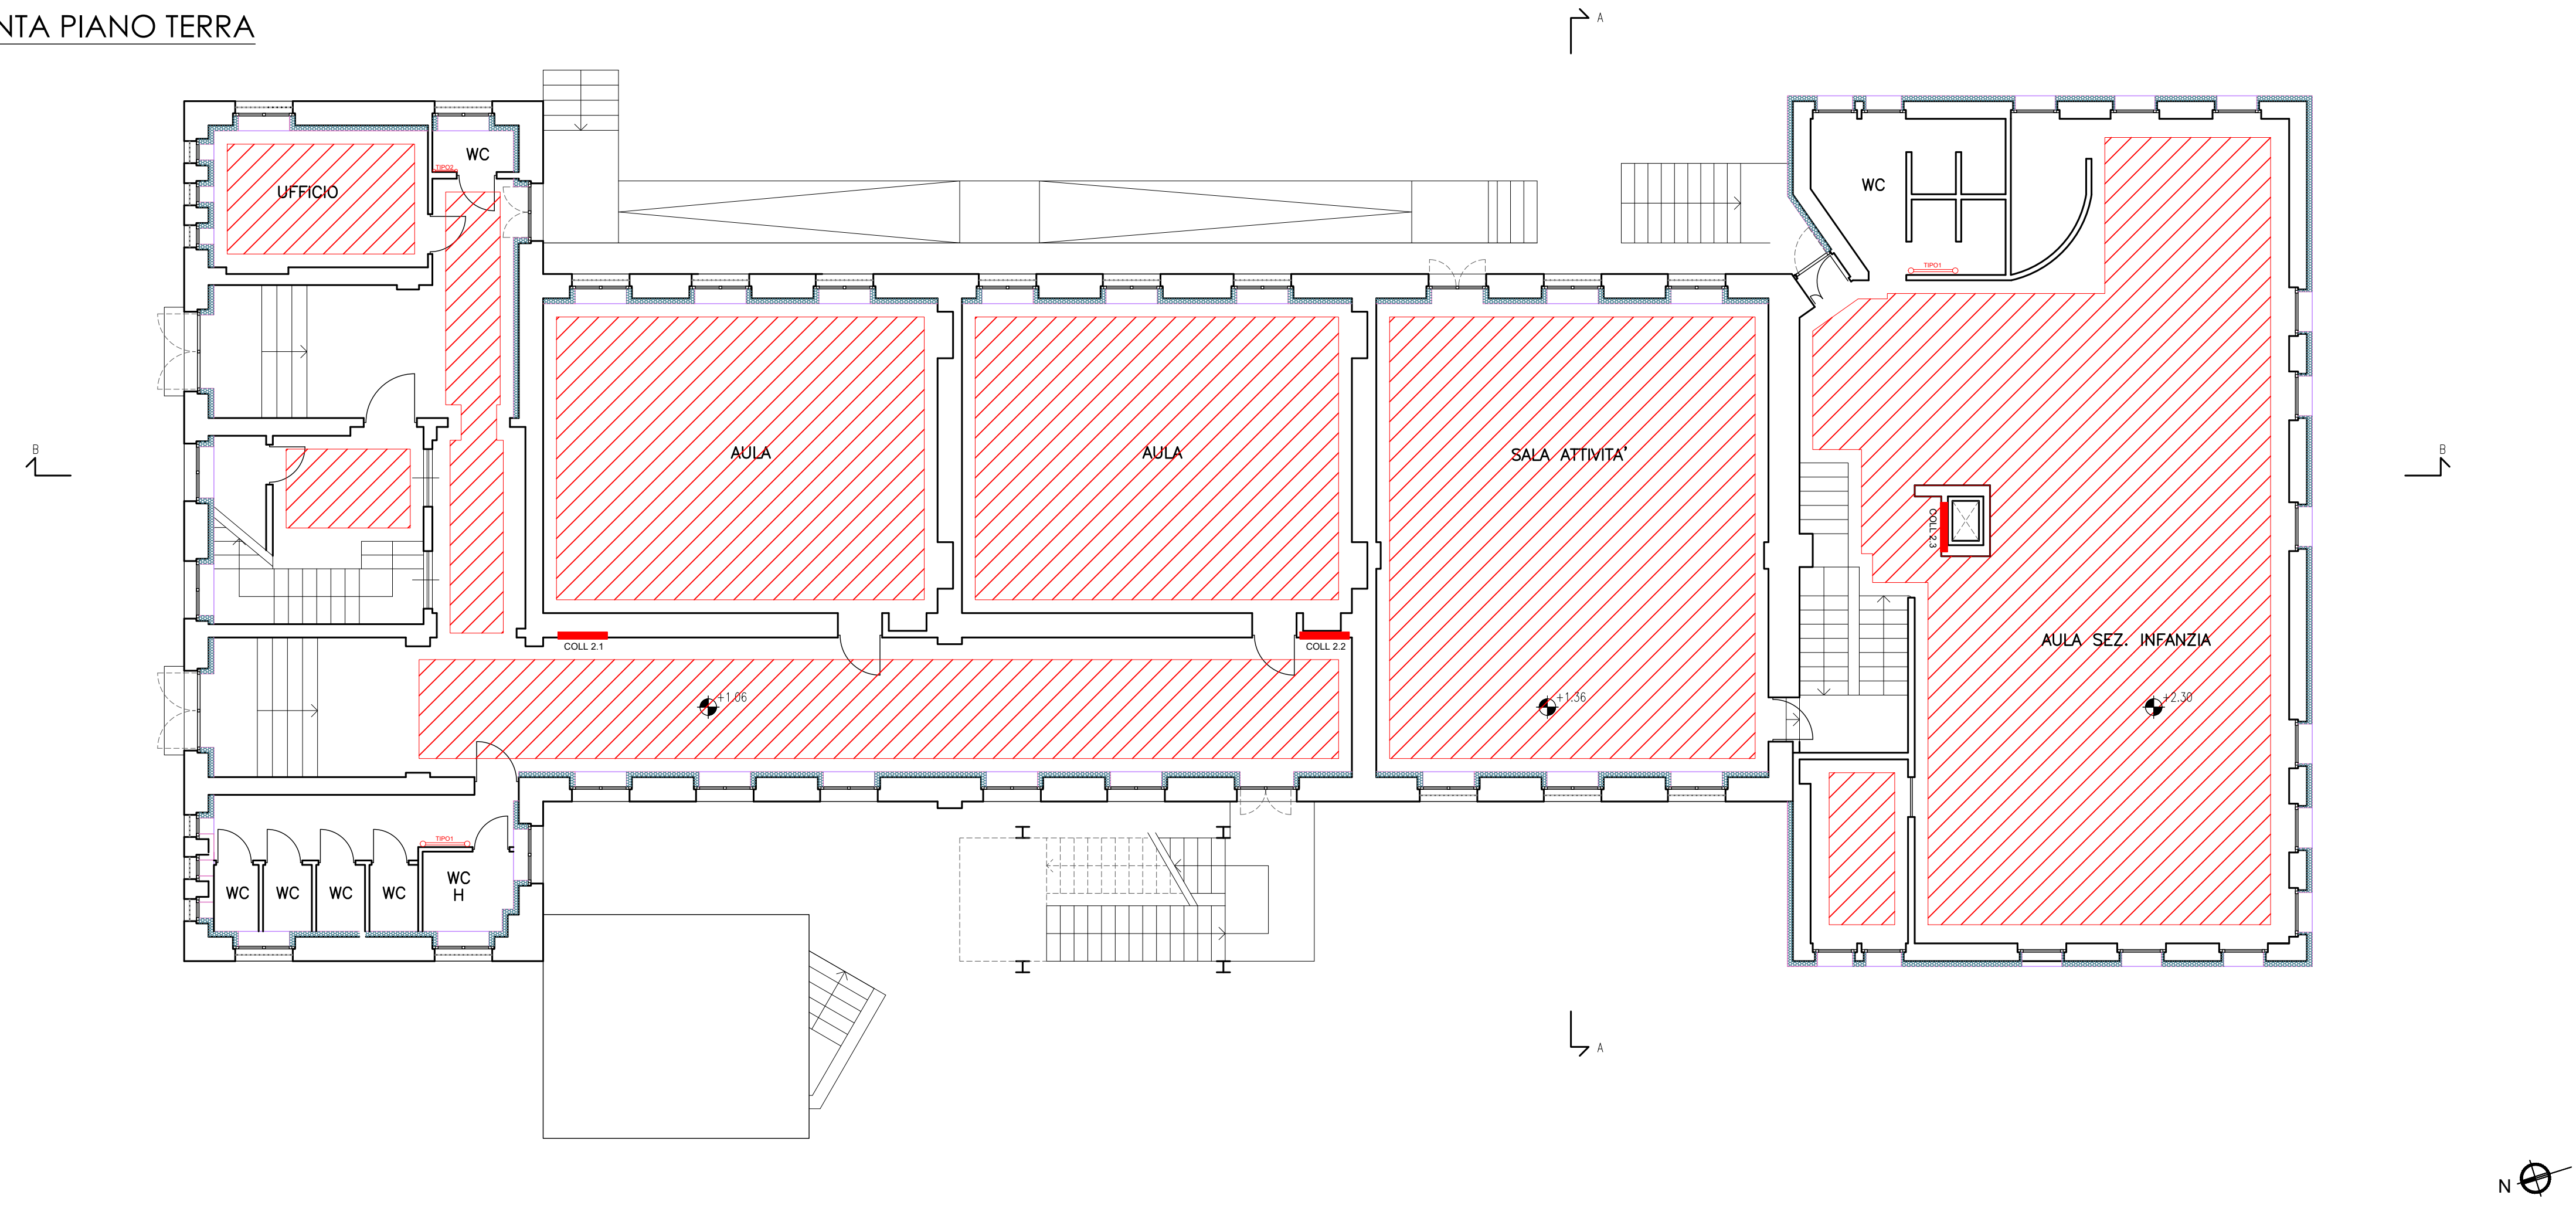 NTA PIANO TERRA
A
WC
TIPO2
UFFICIO
WC
TIPO1
B
AULA
AULA
SALA ATTIVITA'
B
COLL 2.3
AULA SEZ. INFANZIA
COLL 2.1
COLL 2.2
+1.06
+1.36
+2.30
TIPO1
WC
WC
WC
WC
WC
H
A
N